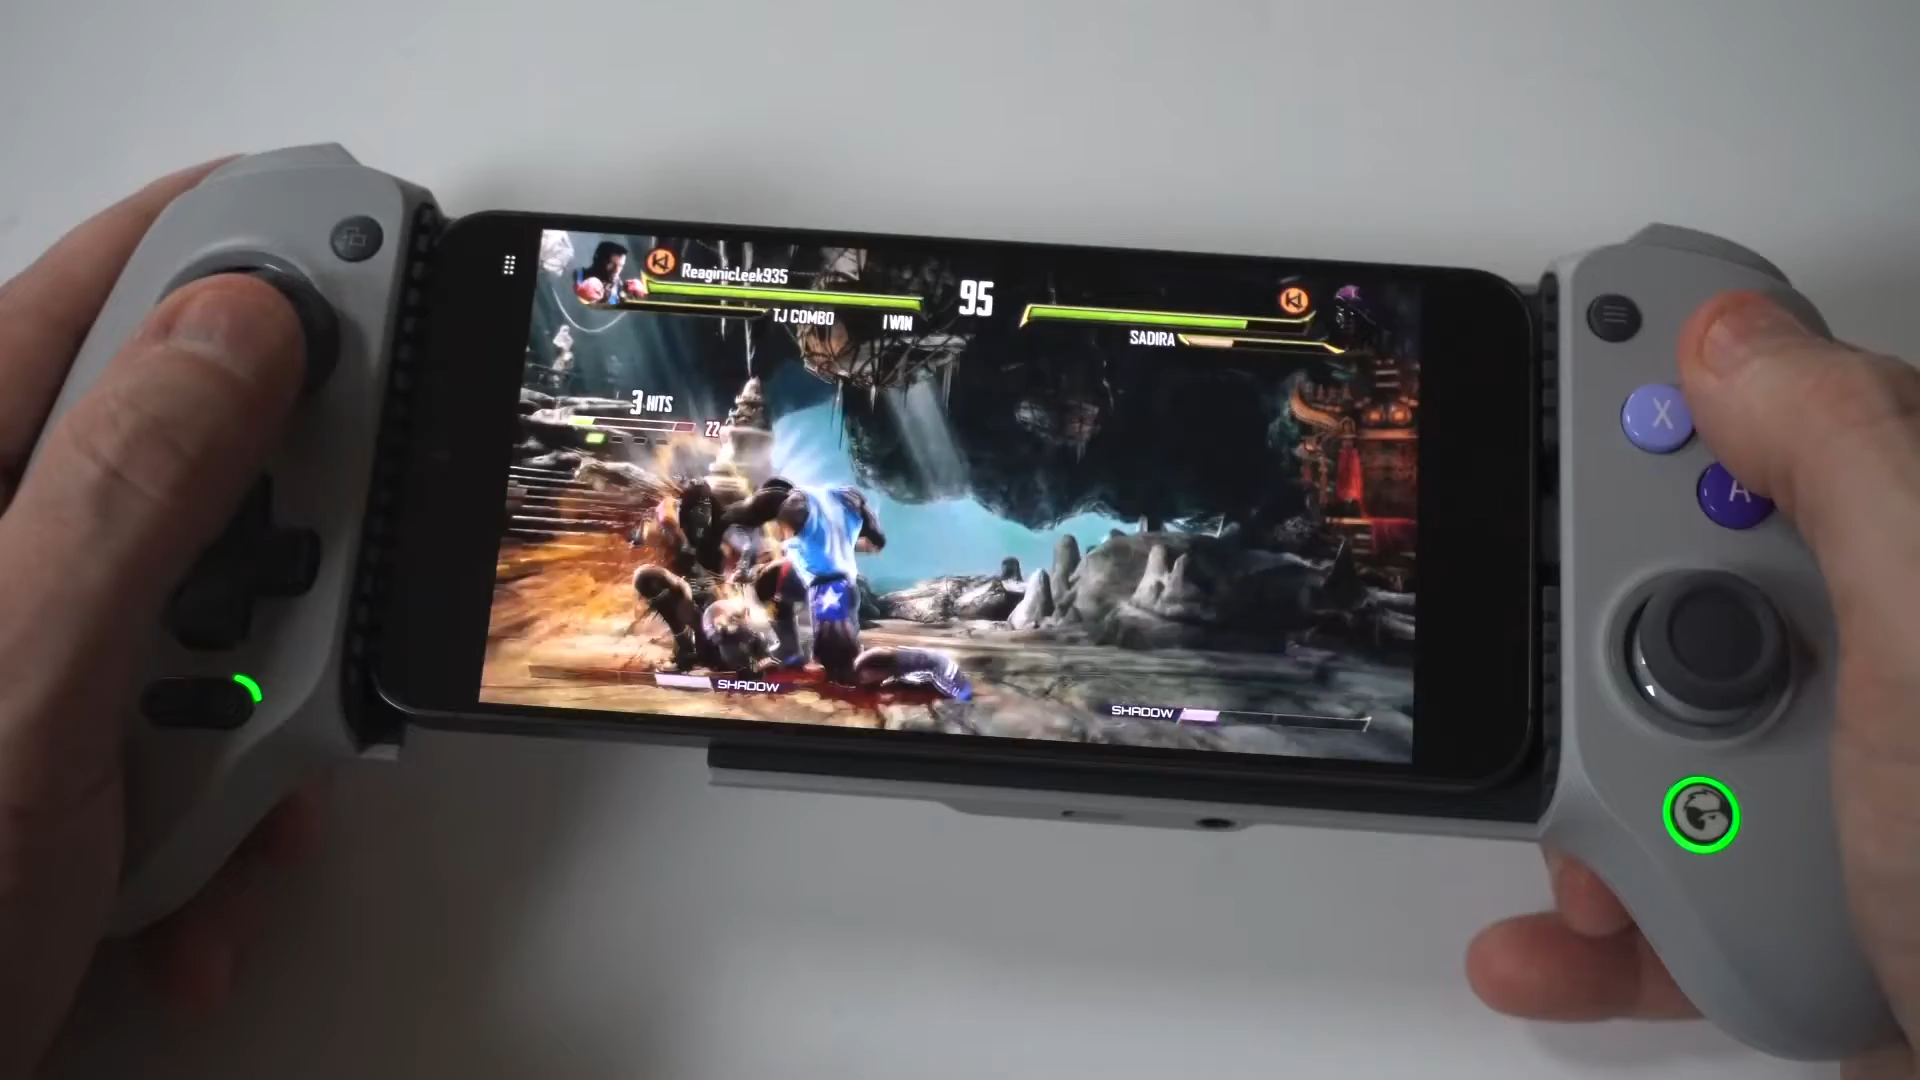 ReaginicLeek935
95
TJ COMBO
1 WIN
SADIRA
3 HITS
22
X
A
SHADOW
SHADOW